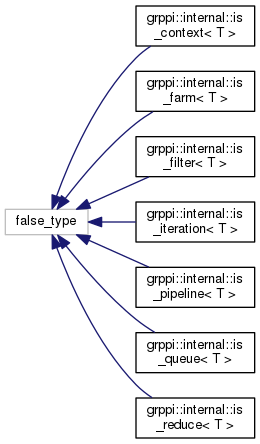 grppi::internal::is
_context< T >
grppi::internal::is
_farm< T >
grppi::internal::is
_filter< T >
false_type
grppi::internal::is
_iteration< T >
grppi::internal::is
_pipeline< T >
grppi::internal::is
_queue< T >
grppi::internal::is
_reduce< T >